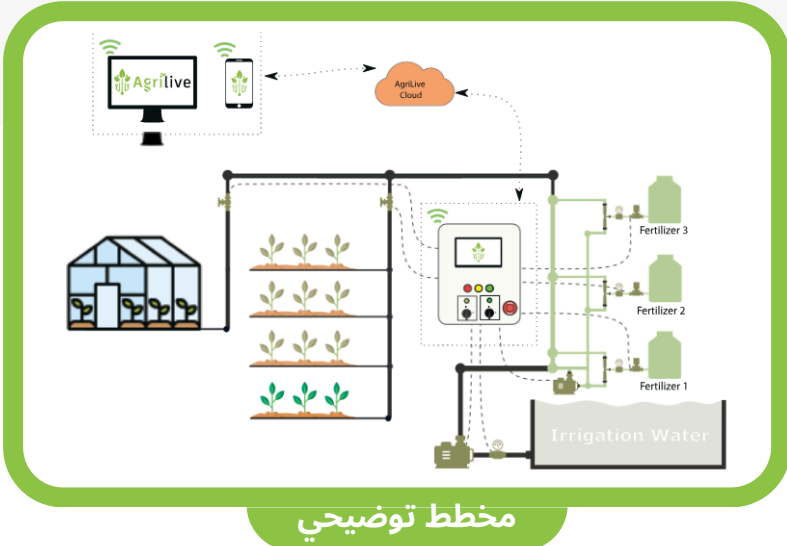 Agrilive
AgriLive
Cloud
Fertilizer 3
Fertilizer 2
Fertilizer 1
Irrigation Water
مخطط توضيحي